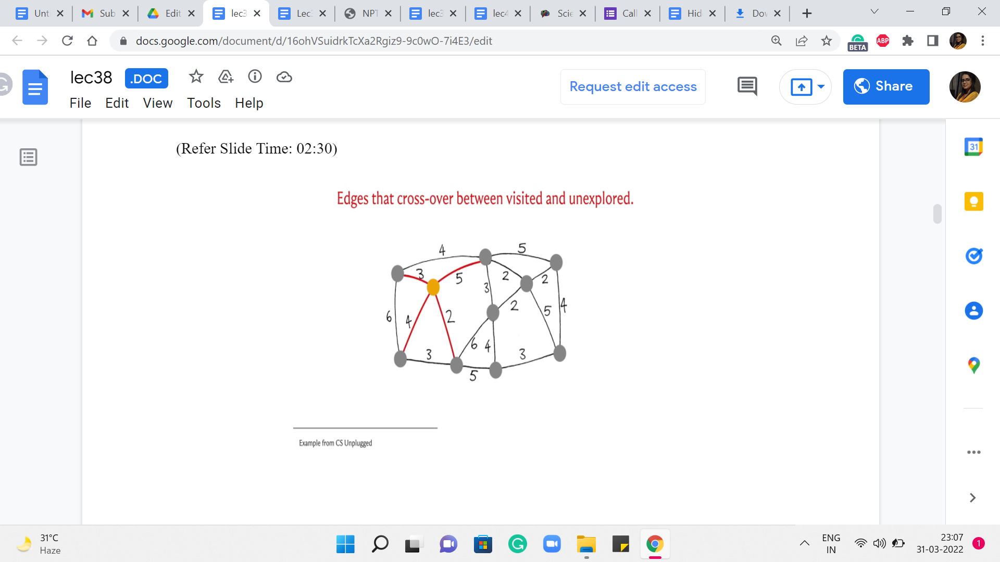 Unt
Sub
Edit
lec3
Lec
NPT
lec3
lec4
Scie
Call
Hid
Dov
docs.google.com/document/d/16ohVSuidrkTcXa2Rgiz9-9c0wO-7i4E3/edit
BETA
ABP
lec38 .DOC
File Edit View Tools Help
Request edit access
Share
31
(Refer Slide Time: 02:30)
Edges that cross-over between visited and unexplored.
4 5
3 5 2 2
3
6 4 2 2 5 4
3 6 4 3
5
Example from CS Unplugged
31°C
Haze
ENG
IN
23:07
31-03-2022
1